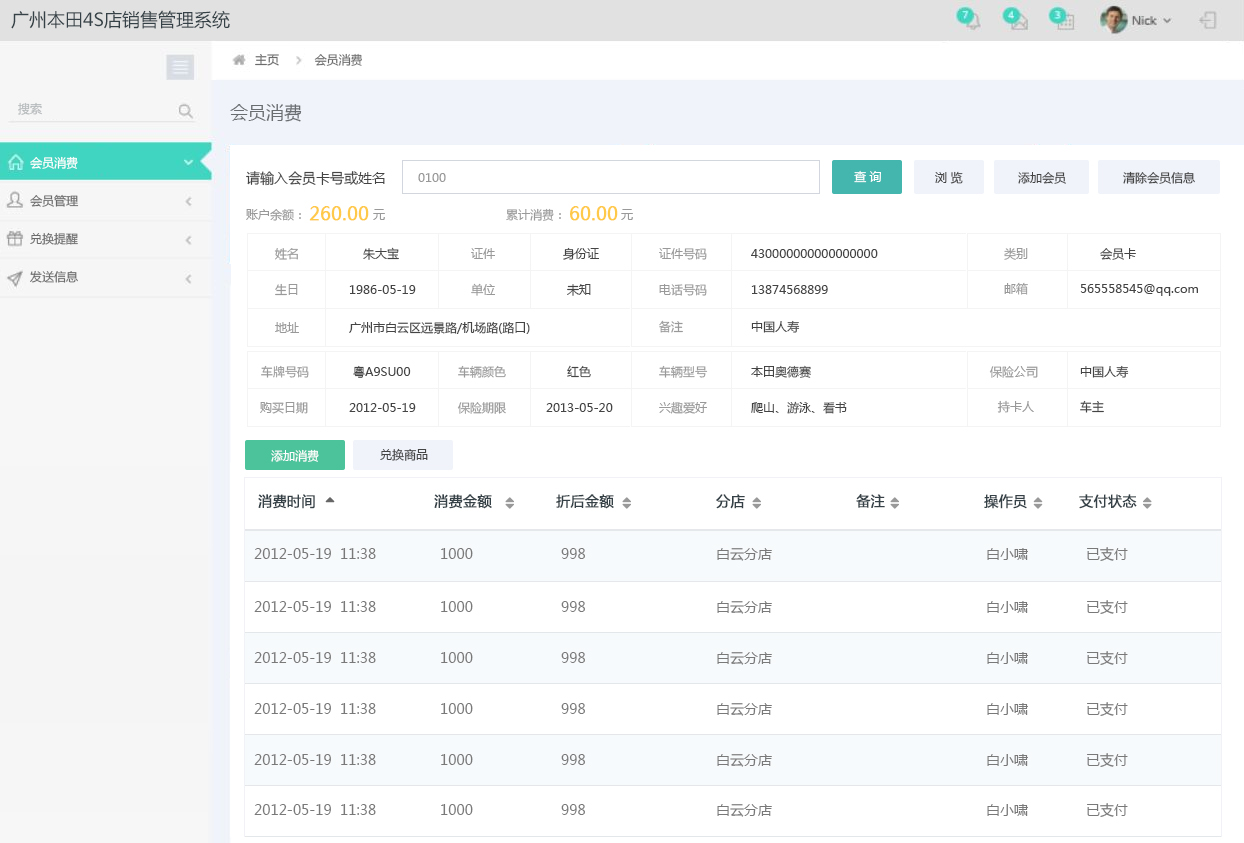 广州本田4S店销售管理系统
7
4
3
Nick
主页
会员消费
搜索
会员消费
会员消费
会员管理
兑换提醒
发送信息
请输入会员卡号或姓名 0100 查 询 浏 览 添加会员 清除会员信息
账户余额： 260.00 元 累计消费： 60.00 元
姓名 朱大宝 证件 身份证 证件号码 430000000000000000 类别 会员卡
生日 1986-05-19 单位 未知 电话号码 13874568899 邮箱 565558545@qq.com
地址 广州市白云区远景路/机场路(路口) 备注 中国人寿
车牌号码 粤A9SU00 车辆颜色 红色 车辆型号 本田奥德赛 保险公司 中国人寿
购买日期 2012-05-19 保险期限 2013-05-20 兴趣爱好 爬山、游泳、看书 持卡人 车主
添加消费 兑换商品
消费时间 消费金额 折后金额 分店 备注 操作员 支付状态
2012-05-19 11:38 1000 998 白云分店 白小啸 已支付
2012-05-19 11:38 1000 998 白云分店 白小啸 已支付
2012-05-19 11:38 1000 998 白云分店 白小啸 已支付
2012-05-19 11:38 1000 998 白云分店 白小啸 已支付
2012-05-19 11:38 1000 998 白云分店 白小啸 已支付
2012-05-19 11:38 1000 998 白云分店 白小啸 已支付